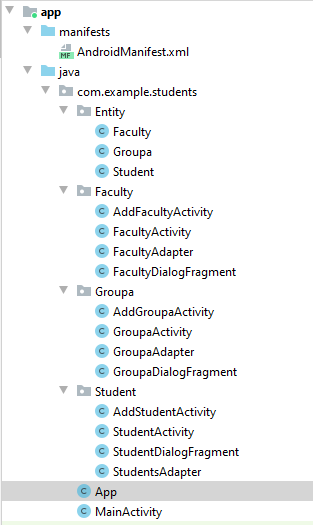 app
manifests
AndroidManifest.xml
java
com.example.students
Entity
Faculty
Groupa
Student
Faculty
AddFacultyActivity
FacultyActivity
FacultyAdapter
FacultyDialogFragment
Groupa
AddGroupaActivity
GroupaActivity
GroupaAdapter
GroupaDialogFragment
Student
AddStudentActivity
StudentActivity
StudentDialogFragment
StudentsAdapter
App
MainActivity